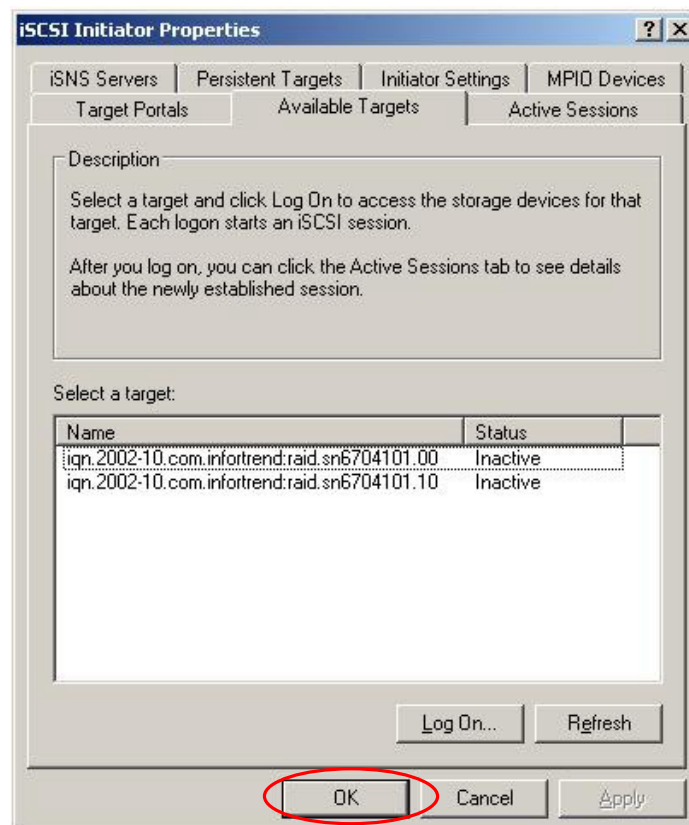 iSCSI Initiator Properties
iSNS Servers Persistent Targets Initiator Settings MPIO Devices
Target Portals Available Targets Active Sessions
Description
Select a target and click Log On to access the storage devices for that
target. Each logon starts an iSCSI session.
After you log on, you can click the Active Sessions tab to see details
about the newly established session.
Select a target:
Name Status
iqn.2002-10.com.infortrend:raid.sn6704101.00 Inactive
iqn.2002-10.com.infortrend:raid.sn6704101.10 Inactive
Log On... Refresh
OK Cancel Apply